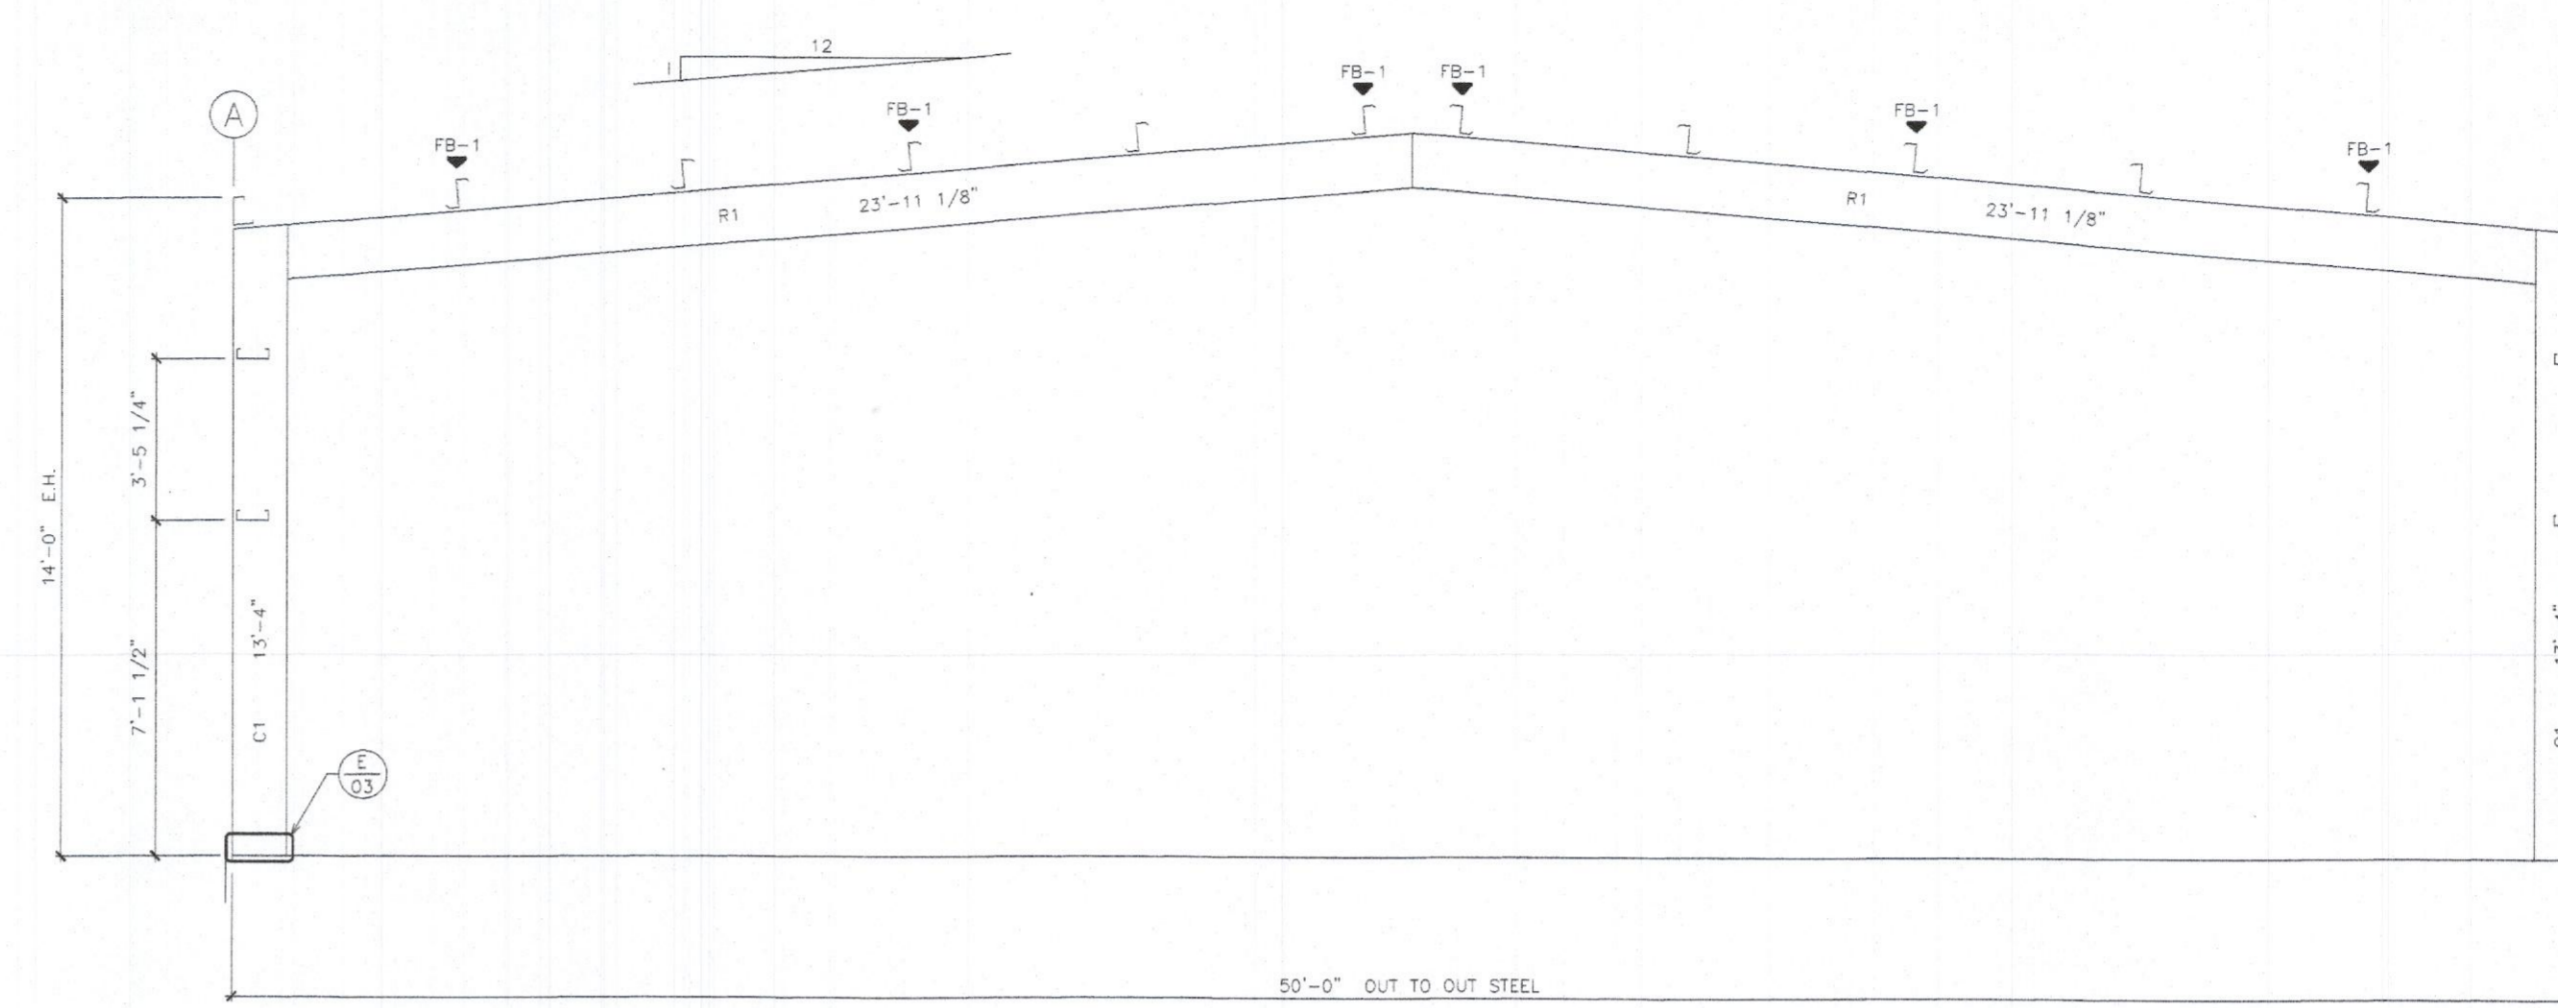 12
1
A
FB-1
FB-1
FB-1
FB-1
FB-1
FB-1
R1
23'-11 1/8"
R1
23'-11 1/8"
14'-0" E.H.
3'-5 1/4"
7'-1 1/2"
C1 13'-4"
E
03
50'-0" OUT TO OUT STEEL